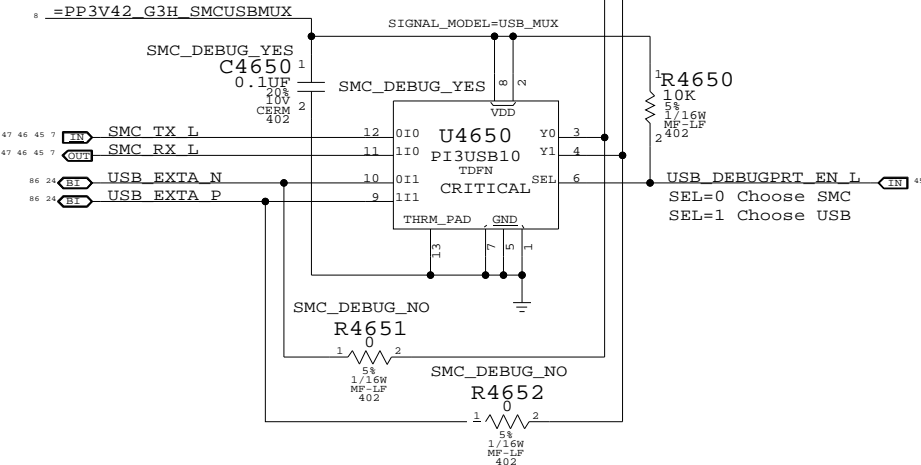 8 =PP3V42_G3H_SMCUSBMUX
SIGNAL_MODEL=USB_MUX
SMC_DEBUG_YES
C4650 1
0.1UF
20%
10V 2
CERM
402
SMC_DEBUG_YES
8 2
VDD
1 R4650
10K
5%
1/16W
MF-LF
2 402
47 46 45 7 IN SMC_TX_L 12 0I0
47 46 45 7 OUT SMC_RX_L 11 1I0
86 24 BI USB_EXTA_N 10 0I1
86 24 BI USB_EXTA_P 9 1I1
U4650
PI3USB10
TDFN
CRITICAL
Y0 3
Y1 4
SEL 6 USB_DEBUGPRT_EN_L IN
SEL=0 Choose SMC
SEL=1 Choose USB
THRM_PAD GND
13 7 5 1
SMC_DEBUG_NO
R4651
0
1 2
5%
1/16W
MF-LF
402
SMC_DEBUG_NO
R4652
0
1 2
5%
1/16W
MF-LF
402